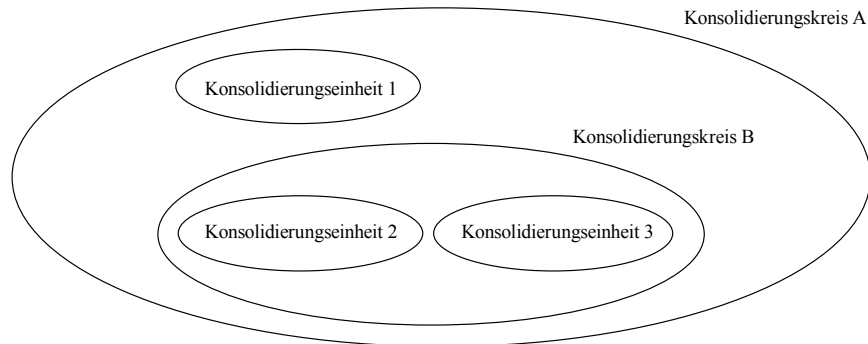 Konsolidierungskreis A
Konsolidierungseinheit 1
Konsolidierungskreis B
Konsolidierungseinheit 2
Konsolidierungseinheit 3